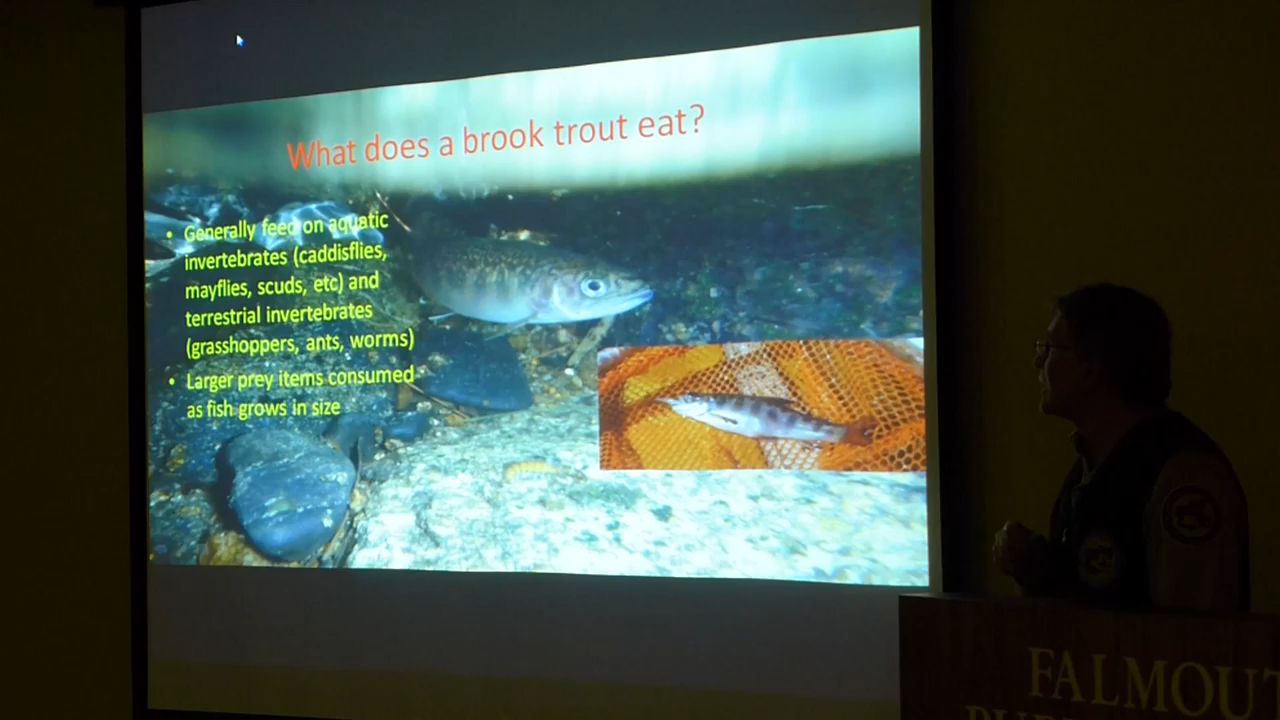 What does a brook trout eat?
• Generally feed on aquatic
invertebrates (caddisflies,
mayflies, scuds, etc) and
terrestrial invertebrates
(grasshoppers, ants, worms)
• Larger prey items consumed
as fish grows in size
FALMOUT